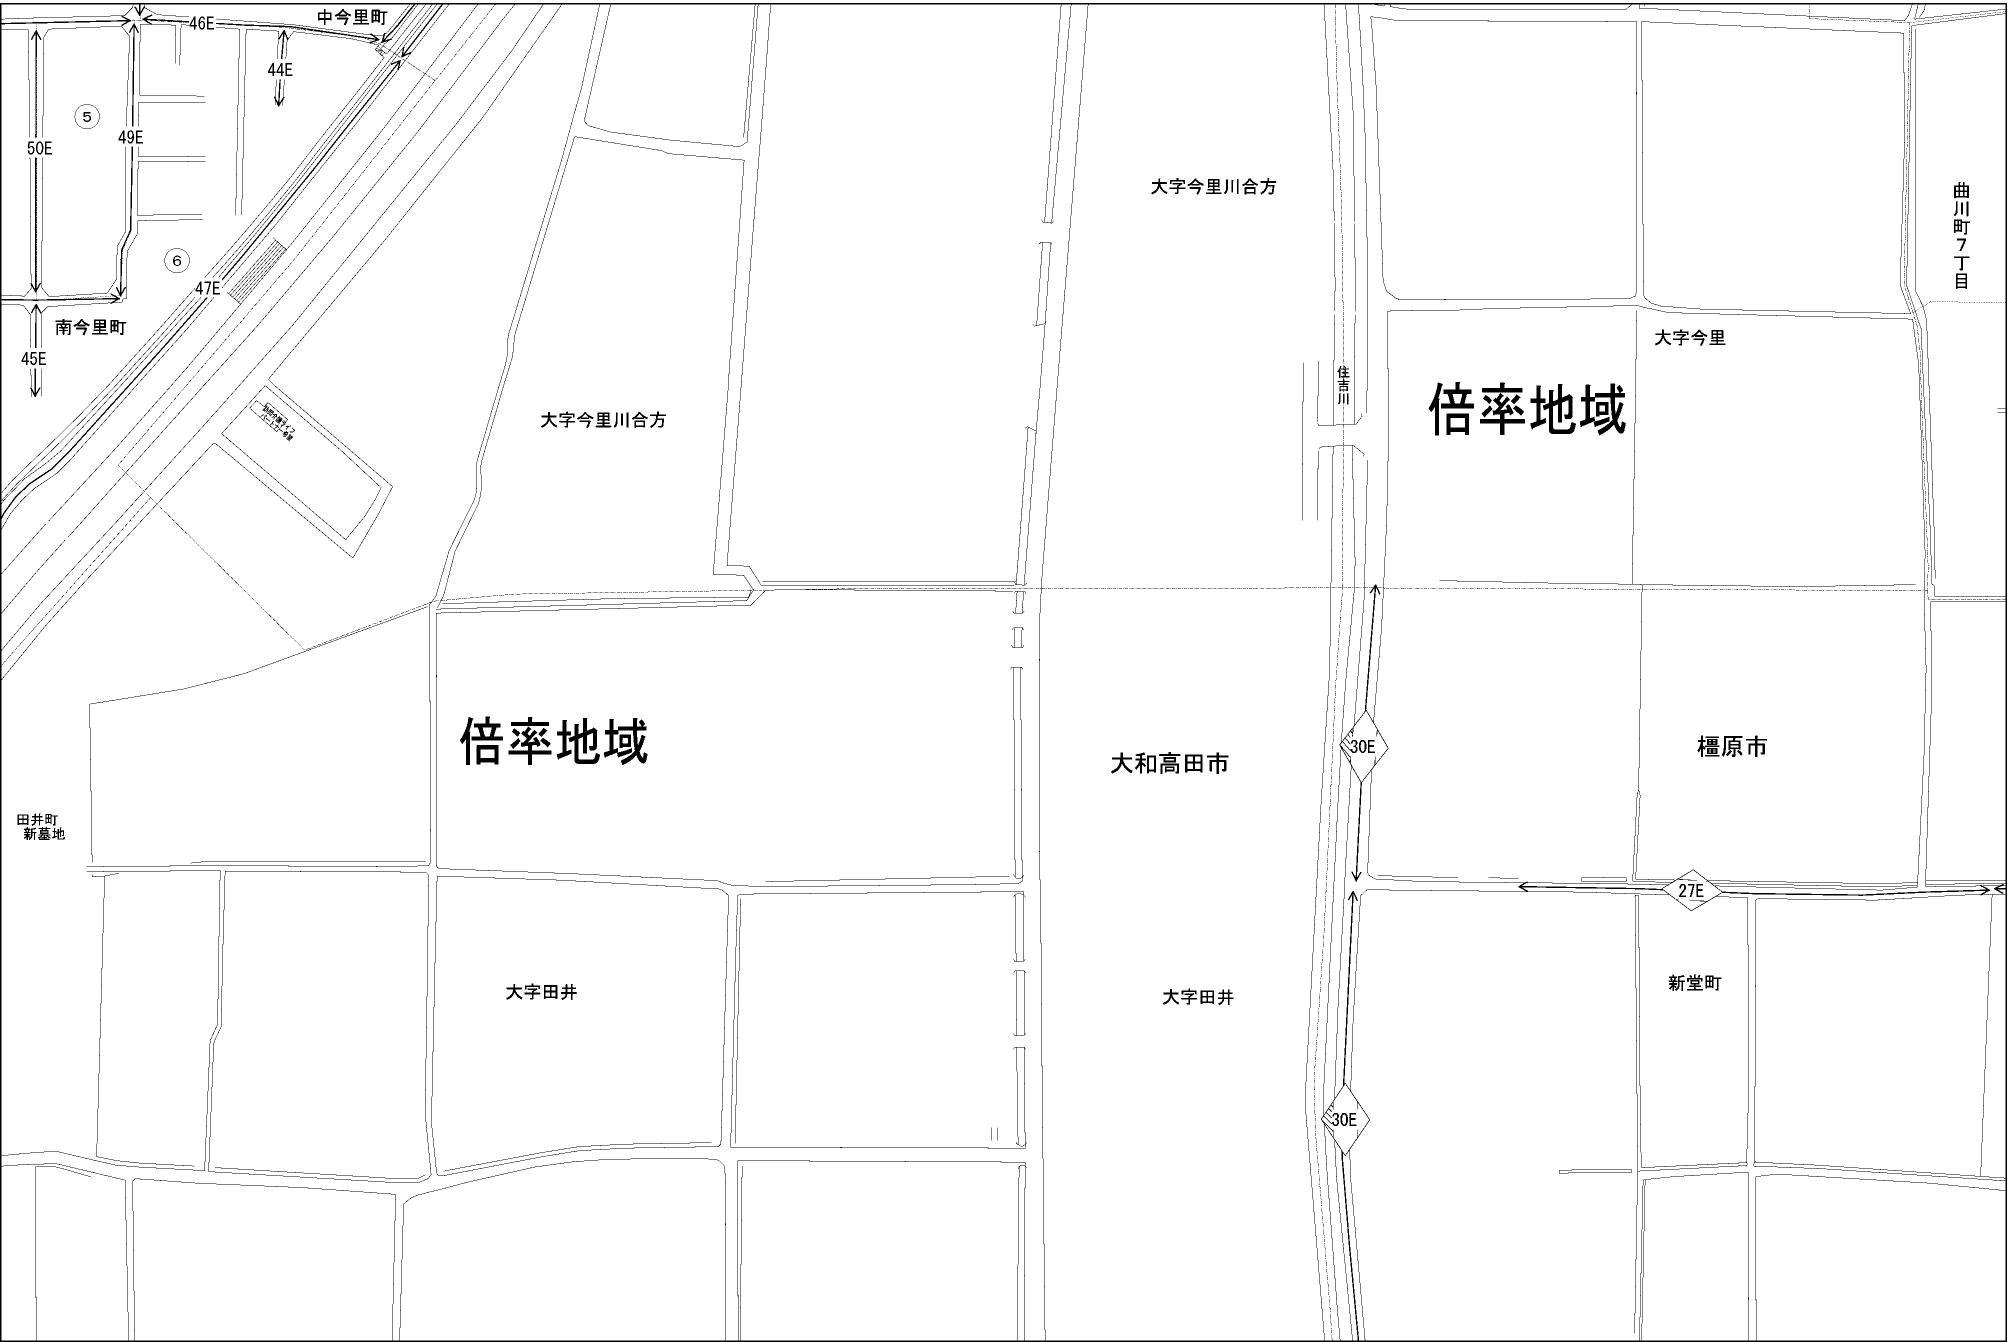 46E
中今里町
44E
5
49E
50E
6
47E
南今里町
45E
大字今里川合方
曲川町7丁目
大字今里
住吉川
倍率地域
大字今里川合方
倍率地域
大和高田市
30E
橿原市
田井町
新墓地
27E
大字田井
大字田井
新堂町
30E